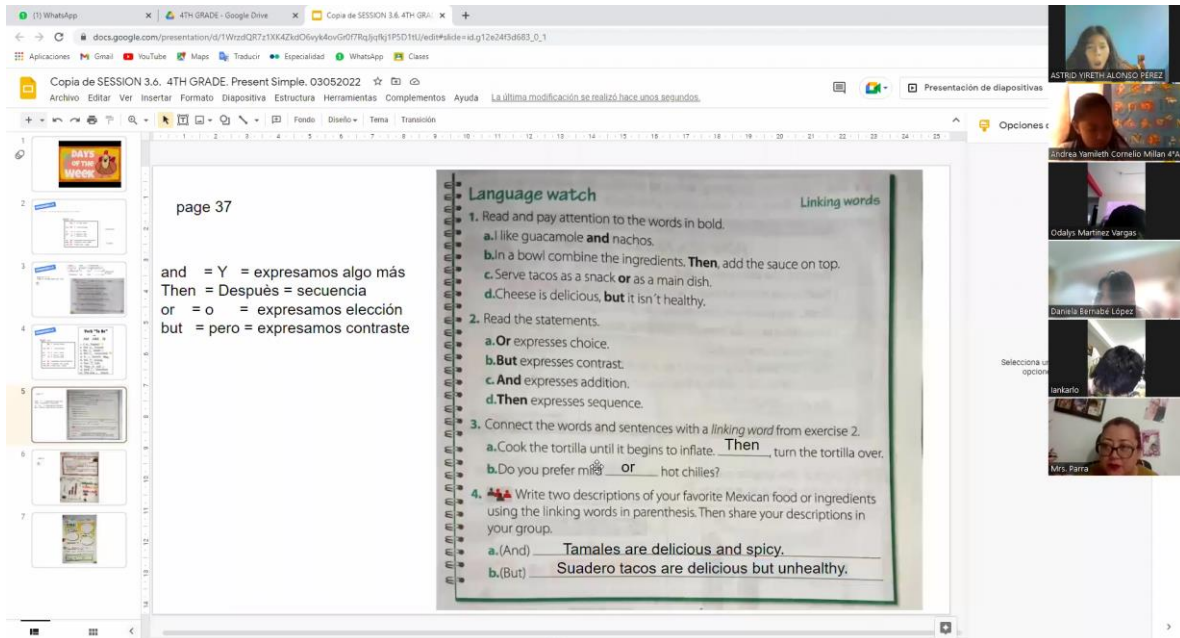 (1) WhatsApp
4TH GRADE - Google Drive
Copia de SESSION 3.6. 4TH GRA
Aplicaciones Gmail YouTube Maps Traducir Especialidad WhatsApp Clases
Copia de SESSION 3.6. 4TH GRADE. Present Simple. 03052022
Archivo Editar Ver Insertar Formato Diapositiva Estructura Herramientas Complementos Ayuda La última modificación se realizó hace unos segundos.
Presentación de diapositivas
Fondo Diseño Tema Transición
Opciones
DAYS
OF THE
WEEK
page 37
and = Y = expresamos algo más
Then = Despuès = secuencia
or = o = expresamos elección
but = pero = expresamos contraste
Language watch
Linking words
1. Read and pay attention to the words in bold.
a. I like guacamole and nachos.
b. In a bowl combine the ingredients. Then, add the sauce on top.
c. Serve tacos as a snack or as a main dish.
d. Cheese is delicious, but it isn´t healthy.
2. Read the statements.
a. Or expresses choice.
b. But expresses contrast.
c. And expresses addition.
d. Then expresses sequence.
3. Connect the words and sentences with a linking word from exercise 2.
a. Cook the tortilla until it begins to inflate. Then, turn the tortilla over.
b. Do you prefer mild or hot chilies?
4. Write two descriptions of your favorite Mexican food or ingredients
using the linking words in parenthesis. Then share your descriptions in
your group.
a. (And) Tamales are delicious and spicy.
b. (But) Suadero tacos are delicious but unhealthy.
ASTRID YIRETH ALONSO PEREZ
Andrea Yamileth Cornelio Millan 4°A
Odalys Martinez Vargas
Daniela Bernabé López
Iankarlo
Mrs. Parra
Selecciona